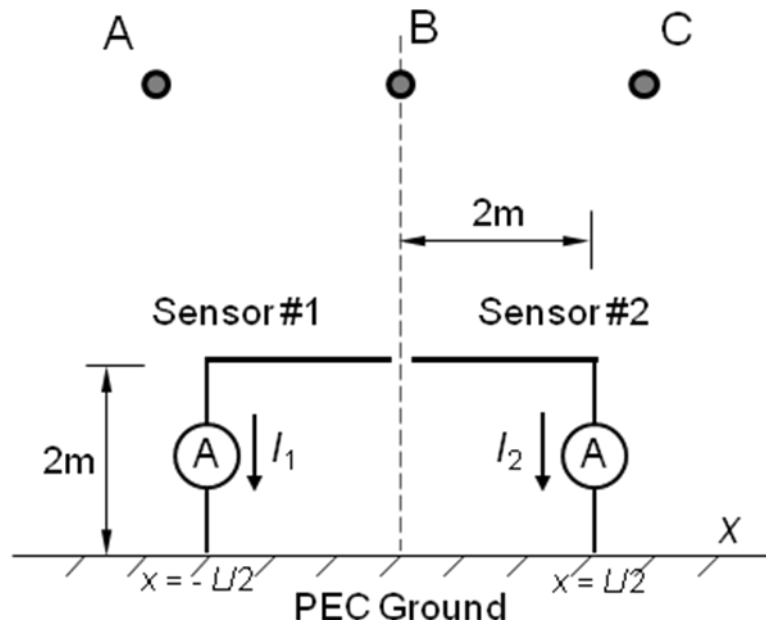 A B C
2m
Sensor #1 Sensor #2
2m A I1 I2 A
X
x = - L/2 x = L/2
PEC Ground